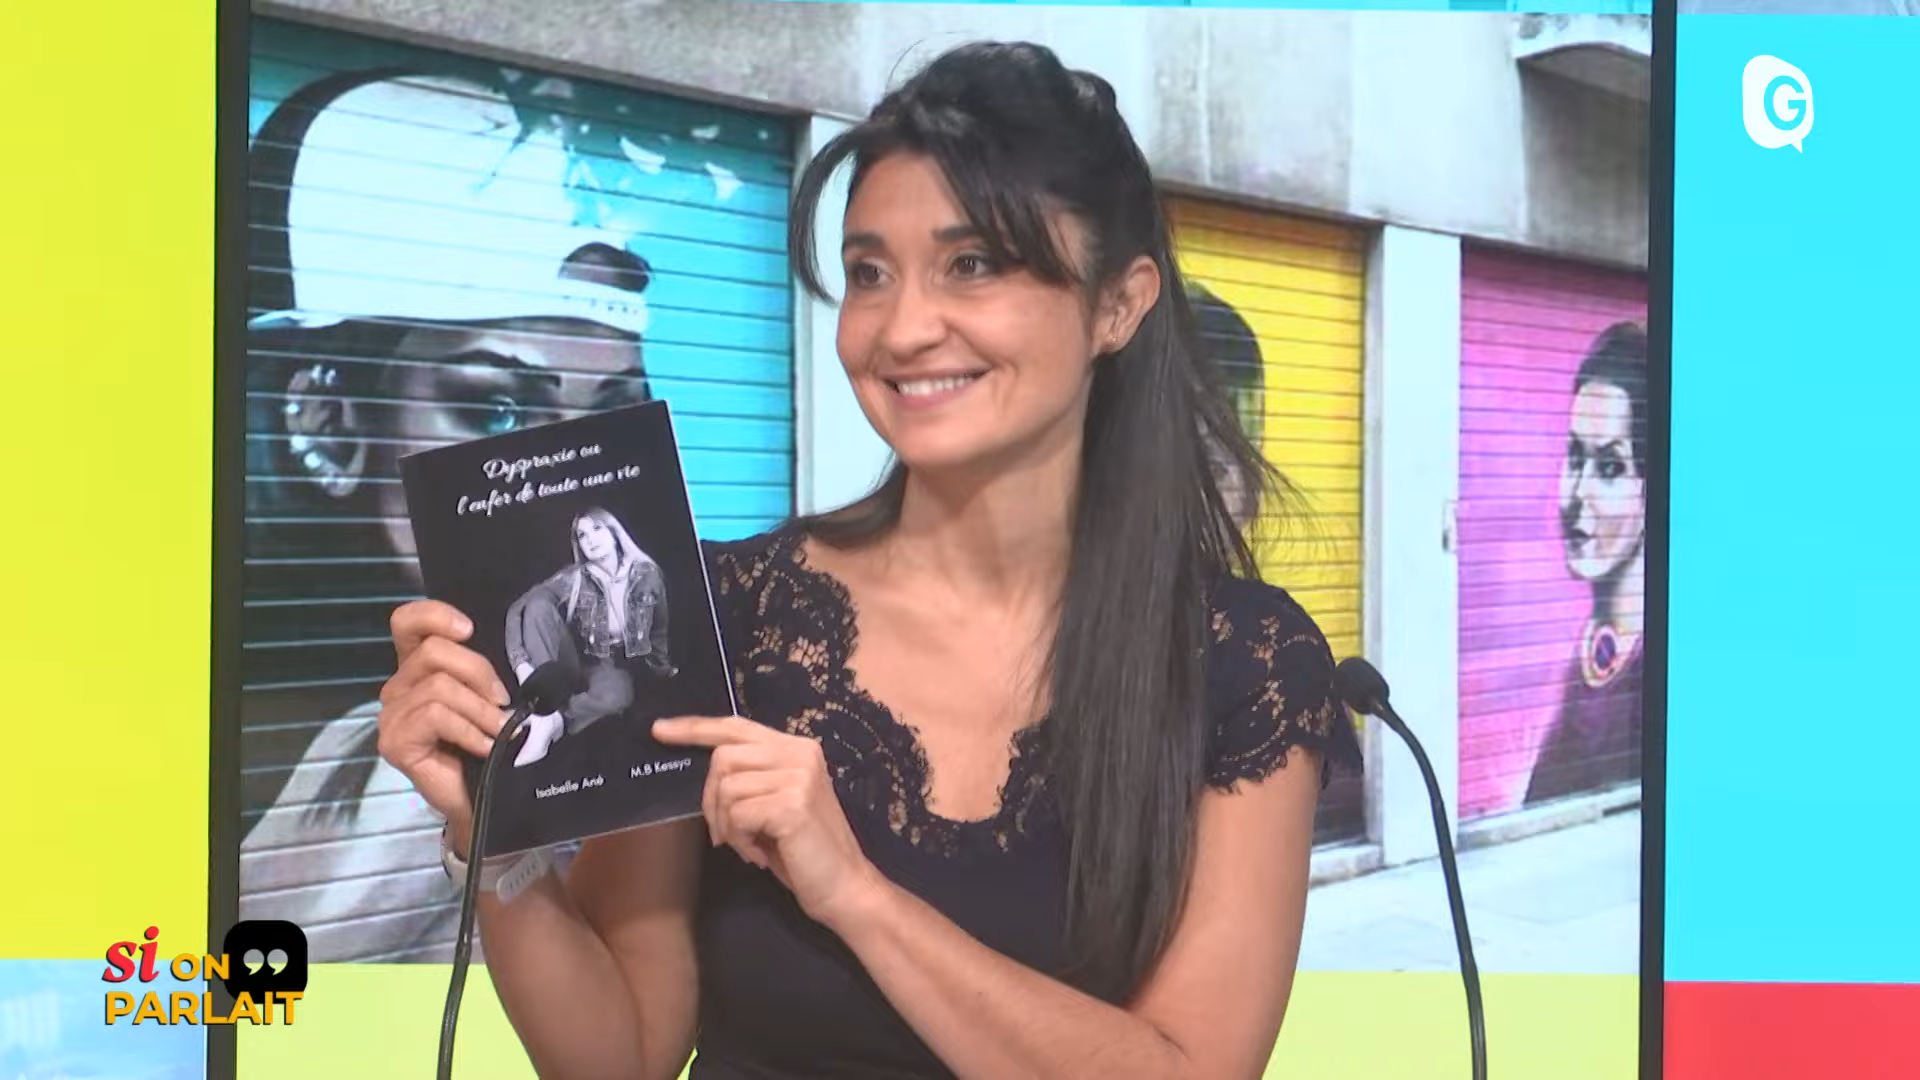 G
Dyspraxie ou
l'enfer de toute une vie
Isabelle Ané M.B Kessya
si ON
PARLAIT